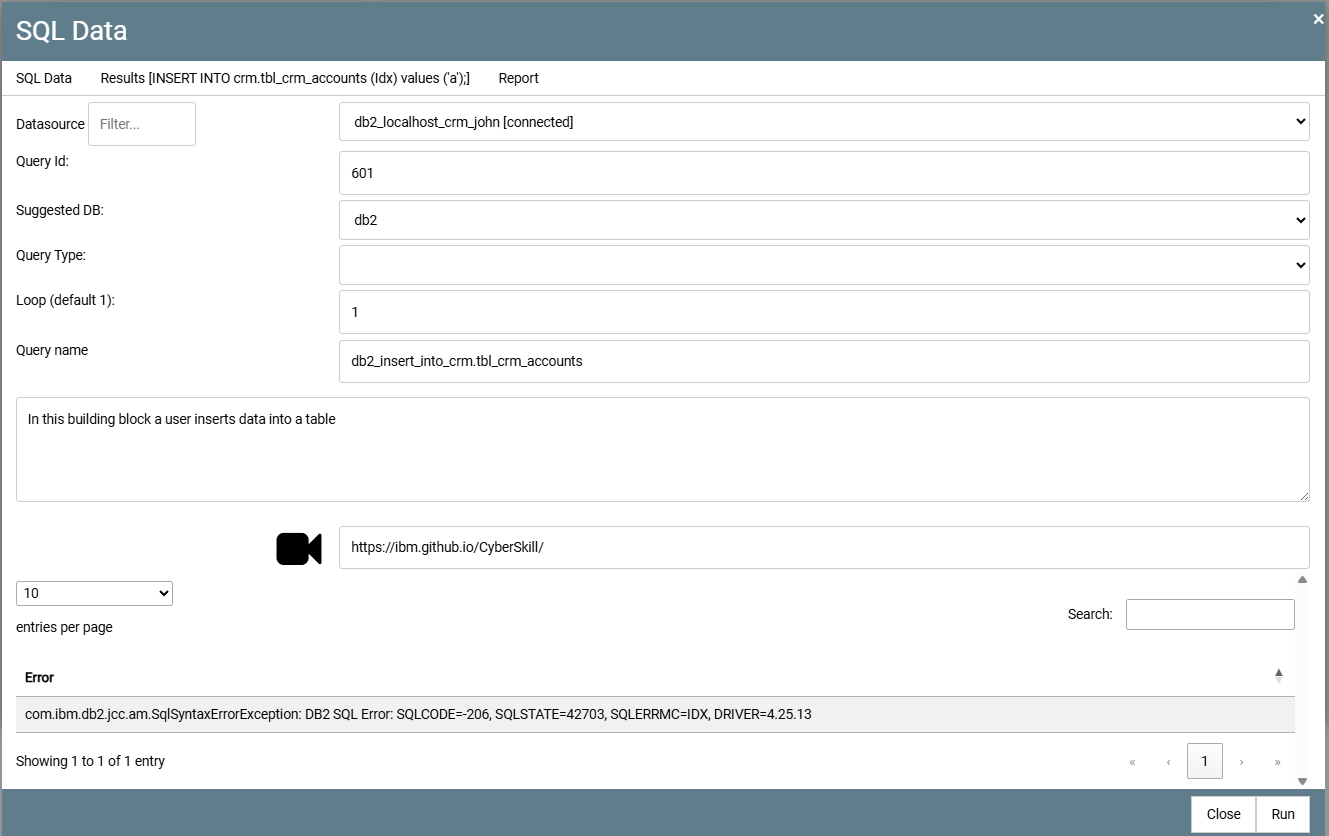 SQL Data
×
SQL Data Results [INSERT INTO crm.tbl_crm_accounts (Idx) values ('a');] Report
Datasource Filter... db2_localhost_crm_john [connected]
Query Id: 601
Suggested DB: db2
Query Type:
Loop (default 1): 1
Query name db2_insert_into_crm.tbl_crm_accounts
In this building block a user inserts data into a table
https://ibm.github.io/CyberSkill/
10
entries per page
Search:
Error
com.ibm.db2.jcc.am.SqlSyntaxErrorException: DB2 SQL Error: SQLCODE=-206, SQLSTATE=42703, SQLERRMC=IDX, DRIVER=4.25.13
Showing 1 to 1 of 1 entry « ‹ 1 › »
Close Run